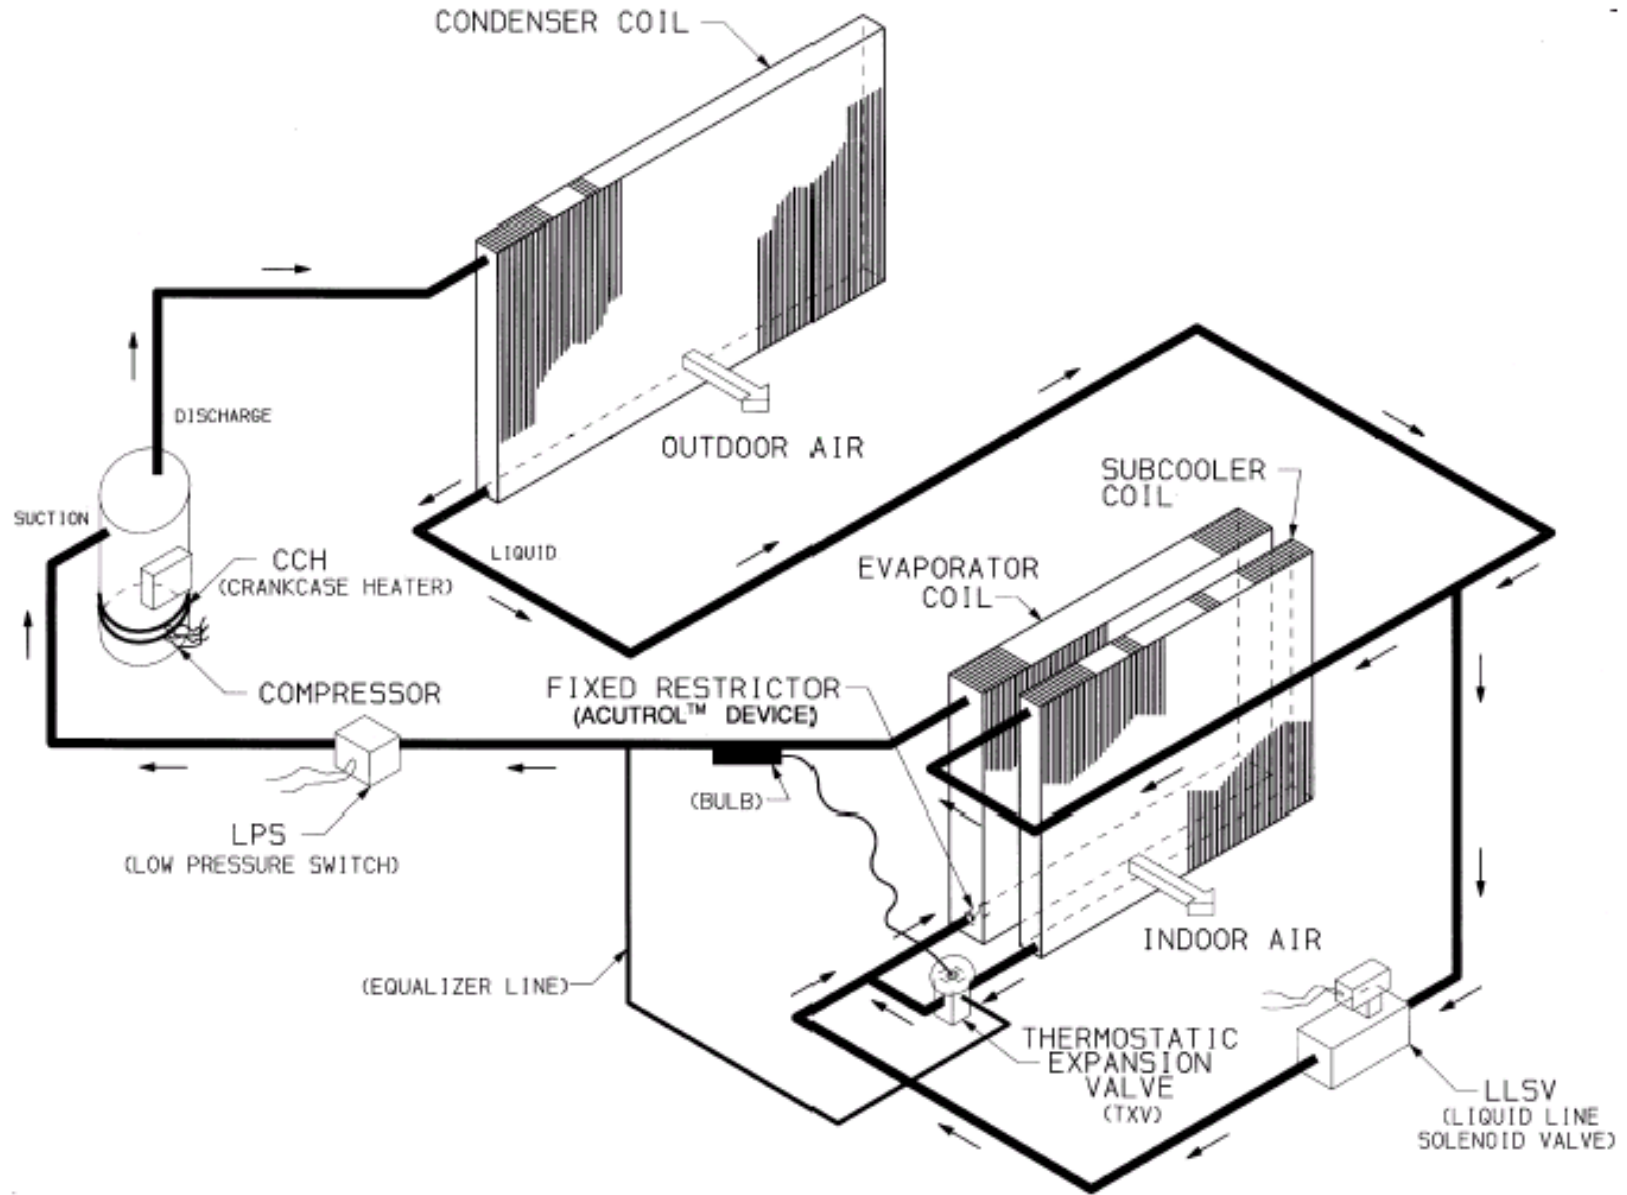 CONDENSER COIL
DISCHARGE
OUTDOOR AIR
SUCTION
LIQUID
SUBCOOLER
COIL
CCH
(CRANKCASE HEATER)
EVAPORATOR
COIL
COMPRESSOR
FIXED RESTRICTOR
(ACUTROL™ DEVICE)
(BULB)
LPS
(LOW PRESSURE SWITCH)
INDOOR AIR
(EQUALIZER LINE)
THERMOSTATIC
EXPANSION
VALVE
(TXV)
LLSV
(LIQUID LINE
SOLENOID VALVE)